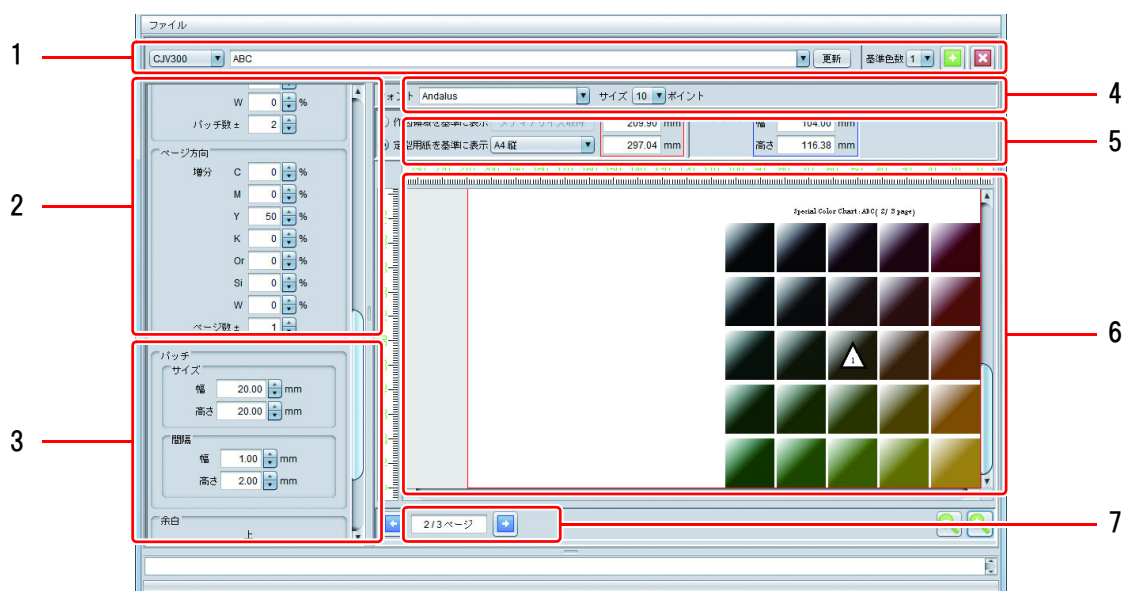 ファイル
1
CJV300 ABC 更新 基準色数 1
フォント Andalus サイズ 10 ポイント
4
W 0 %
パッチ数± 2
209.90 mm 幅 104.00 mm
定型用紙を基準に表示 A4 縦 297.04 mm 高さ 116.38 mm
5
2
ページ方向
増分 C 0 %
M 0 %
Y 50 %
K 0 %
Or 0 %
Si 0 %
W 0 %
ページ数± 1
Special Color Chart : ABC( 2/ 3 page)
1
6
3
パッチ
サイズ
幅 20.00 mm
高さ 20.00 mm
間隔
幅 1.00 mm
高さ 2.00 mm
余白
上
2 / 3 ページ
7